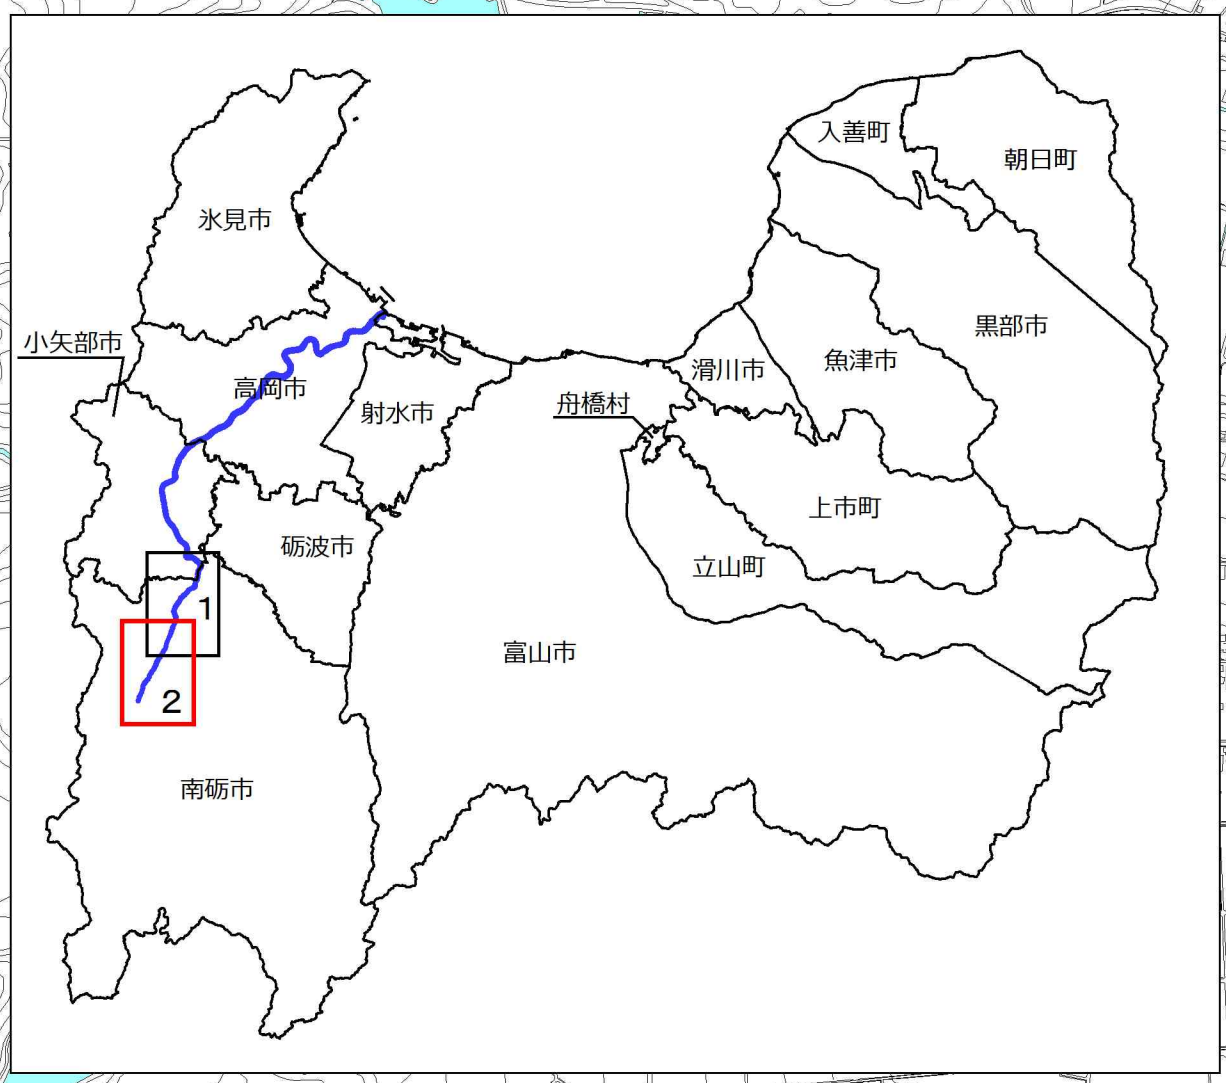 入善町
朝日町
氷見市
黒部市
小矢部市
魚津市
滑川市
高岡市
舟橋村
射水市
上市町
砺波市
立山町
1
富山市
2
南砺市